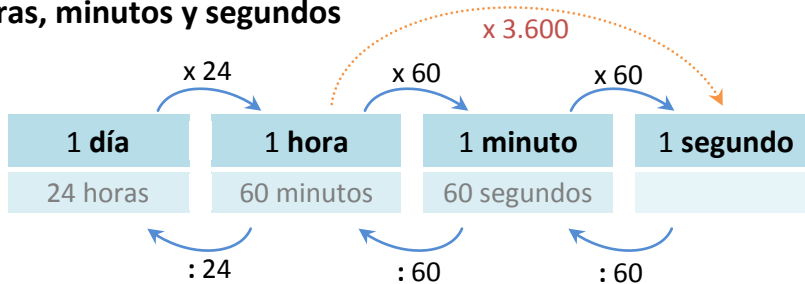 minutos y segundos
x 3.600
x 24
x 60
x 60
1 día
1 hora
1 minuto
1 segundo
24 horas
60 minutos
60 segundos
: 24
: 60
: 60